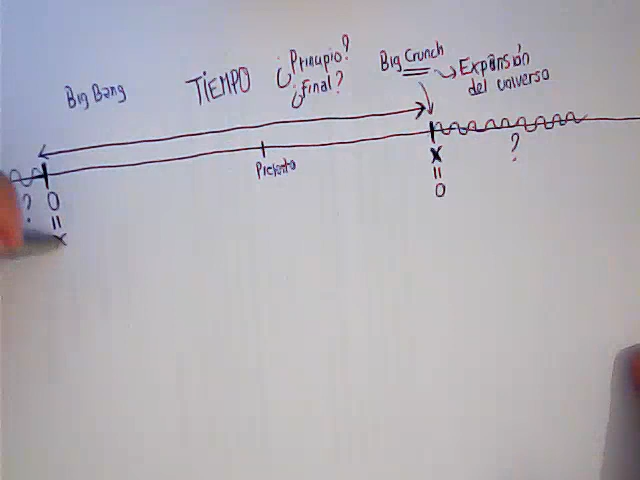 Big Bang
TiEMPO
¿Principio?
¿Final?
Big Crunch
Expansión
del universo
Presente
?
0
=
x
x
=
0
?